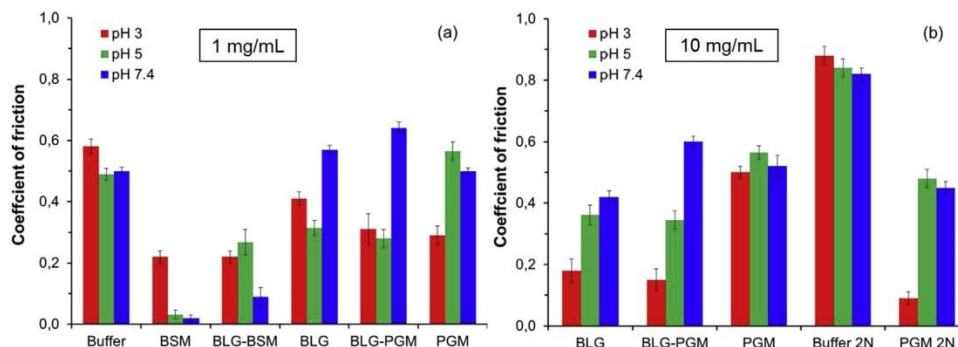 1,0
0,8
0,6
0,4
0,2
0,0
Coeffcient of friction
pH 3
pH 5
pH 7.4
1 mg/mL
(a)
Buffer BSM BLG-BSM BLG BLG-PGM PGM
1,0
0,8
0,6
0,4
0,2
0,0
Coeffcient of friction
pH 3
pH 5
pH 7.4
10 mg/mL
(b)
BLG BLG-PGM PGM Buffer 2N PGM 2N